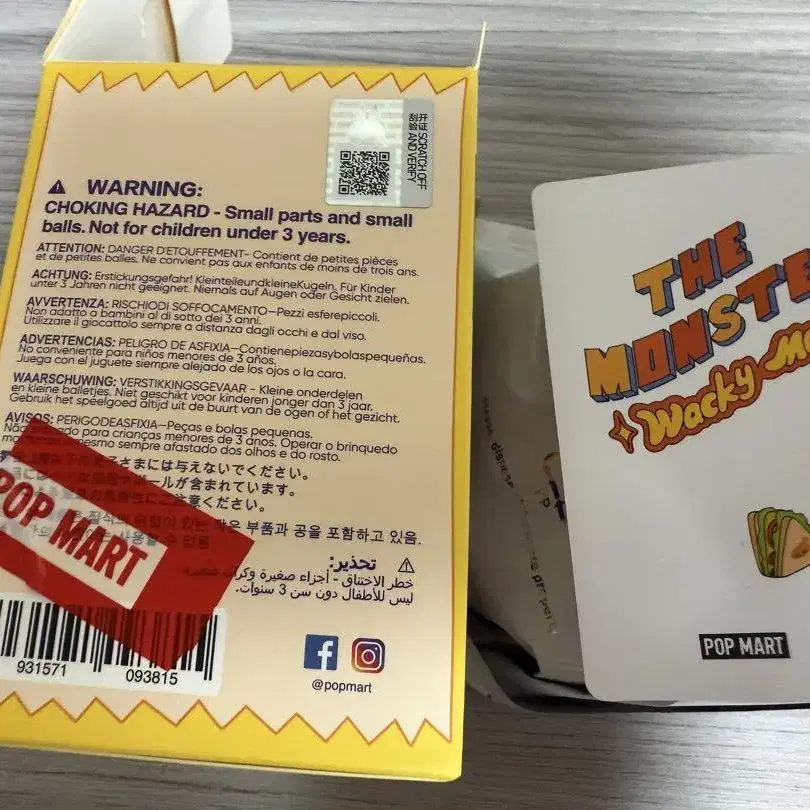 开证 SCRATCH OFF
刮验 AND VERIFY
WARNING:
CHOKING HAZARD - Small parts and small
balls. Not for children under 3 years.
ATTENTION: DANGER D'ETOUFFEMENT- Contient de petites pièces
et de petites balles. Ne convient pas aux enfants de moins de trois ans.
ACHTUNG: Erstickungsgefahr! KleinteileundkleineKugeln. Für Kinder
unter 3 Jahren nicht geeignet. Niemals auf Augen oder Gesicht zielen.
AVVERTENZA: RISCHIODI SOFFOCAMENTO—Pezzi esferepiccoli.
Non adatto a bambini al di sotto dei 3 anni.
Utilizzare il giocattolo sempre a distanza dagli occhi e dal viso.
ADVERTENCIAS: PELIGRO DE ASFIXIA—Contienepiezasybolaspequeñas.
No conveniente para niños menores de 3 años.
Juega con el juguete siempre alejado de los ojos o la cara.
WAARSCHUWING: VERSTIKKINGSGEVAAR - Kleine onderdelen
en kleine balletjes. Niet geschikt voor kinderen jonger dan 3 jaar.
Gebruik het speelgoed altijd uit de buurt van de ogen of het gezicht.
AVISOS: PERIGODEASFIXIA—Peças e bolas pequenas.
Não para crianças menores de 3 anos. Operar o brinquedo
mesmo sempre afastado dos olhos e do rosto.
さまには与えないでください。
ボールが含まれています。
ご注意ください。
작은 부품과 공을 포함하고 있음.
POP MART
تحذير:
خطر الاختناق - أجزاء صغيرة وكرات صغيرة
ليس للأطفال دون سن 3 سنوات.
931571 093815
@popmart
THE
MONSTE
Wacky
POP MART